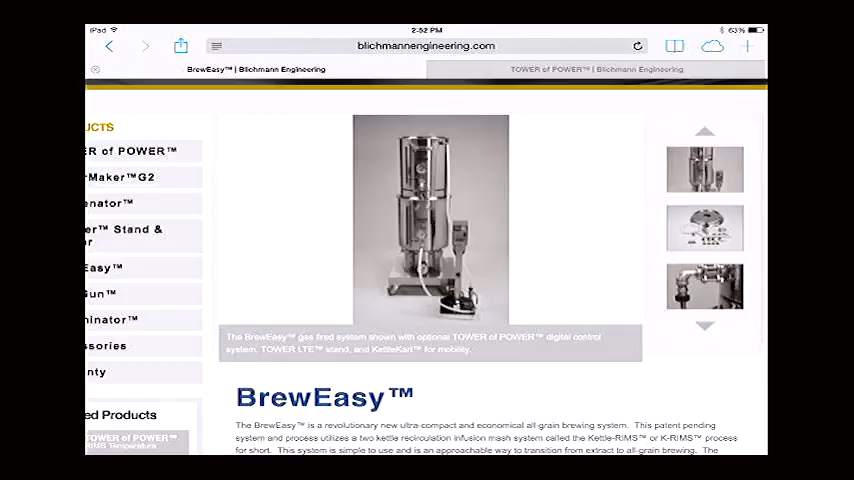 iPad
2:52 PM
63%
blichmannengineering.com
BrewEasy™ | Blichmann Engineering
TOWER of POWER™ | Blichmann Engineering
UCTS
ER of POWER™
rMaker™G2
enator™
er™ Stand &
or
Easy™
Gun™
minator™
ssories
nty
ed Products
TOWER of POWER™
RIMS Temperature
The BrewEasy™ gas fired system shown with optional TOWER of POWER™ digital control
system, TOWER LTE™ stand, and KettleKart™ for mobility.
BrewEasy™
The BrewEasy™ is a revolutionary new ultra-compact and economical all-grain brewing system. This patent pending
system and process utilizes a two kettle recirculation infusion mash system called the Kettle-RIMS™ or K-RIMS™ process
for short. This system is simple to use and is an approachable way to transition from extract to all-grain brewing. The